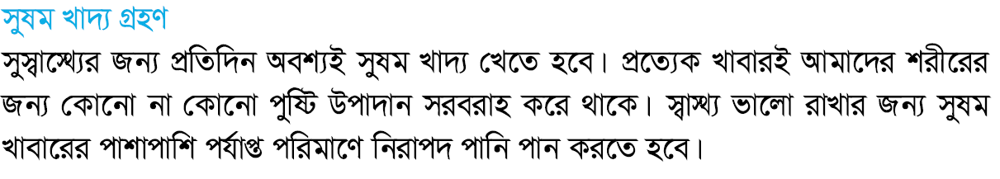 সুষম খাদ্য গ্রহণ
সুস্বাস্থ্যের জন্য প্রতিদিন অবশ্যই সুষম খাদ্য খেতে হবে। প্রত্যেক খাবারই আমাদের শরীরের
জন্য কোনো না কোনো পুষ্টি উপাদান সরবরাহ করে থাকে। স্বাস্থ্য ভালো রাখার জন্য সুষম
খাবারের পাশাপাশি পর্যাপ্ত পরিমাণে নিরাপদ পানি পান করতে হবে।